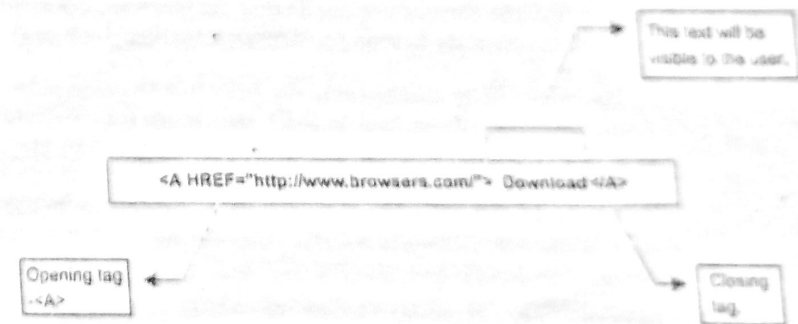 This text will be
visible to the user.
<A HREF="http://www.browsers.com/"> Download </A>
Opening tag
-<A>
Closing
tag.